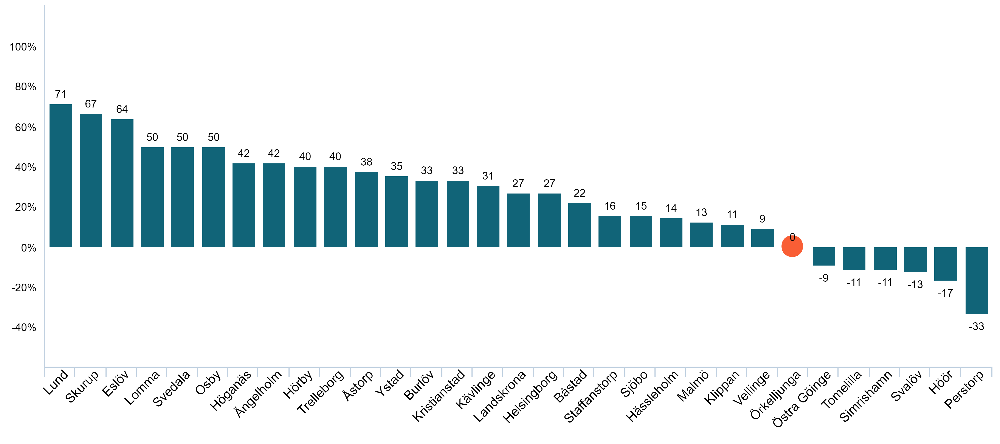 100%
80%
60%
40%
20%
0%
-20%
-40%
71
67
64
50
50
50
42
42
40
40
38
35
33
33
31
27
27
22
16
15
14
13
11
9
0
-9
-11
-11
-13
-17
-33
Lund
Skurup
Eslöv
Lomma
Svedala
Osby
Höganäs
Ängelholm
Hörby
Trelleborg
Åstorp
Ystad
Burlöv
Kristianstad
Kävlinge
Landskrona
Helsingborg
Båstad
Staffanstorp
Sjöbo
Hässleholm
Malmö
Klippan
Vellinge
Örkelljunga
Östra Göinge
Tomelilla
Simrishamn
Svalöv
Höör
Perstorp